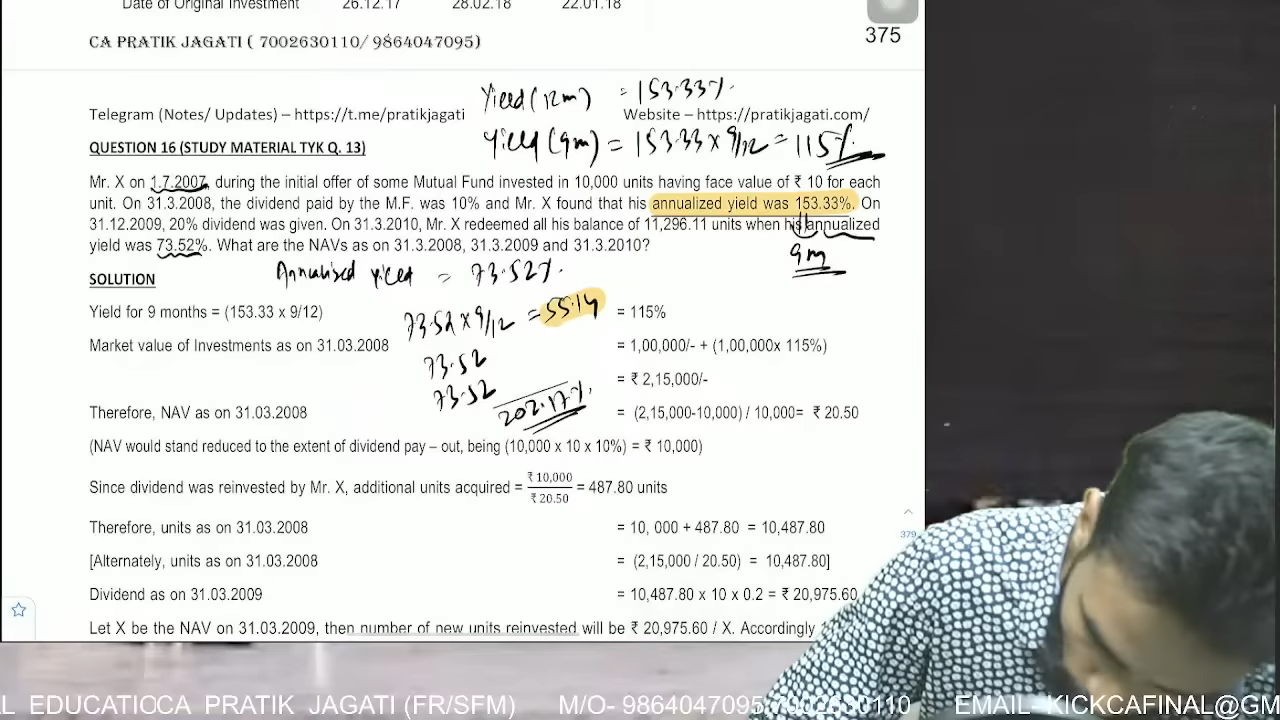 Date of Original Investment 26.12.17 28.02.18 22.01.18
CA PRATIK JAGATI ( 7002630110/ 9864047095)
375
Yield (12m) = 153.33%.
Telegram (Notes/ Updates) – https://t.me/pratikjagati Website – https://pratikjagati.com/
Yield (9m) = 153.33 x 9/12 = 115%
QUESTION 16 (STUDY MATERIAL TYK Q. 13)
Mr. X on 1.7.2007, during the initial offer of some Mutual Fund invested in 10,000 units having face value of ₹ 10 for each
unit. On 31.3.2008, the dividend paid by the M.F. was 10% and Mr. X found that his annualized yield was 153.33%. On
31.12.2009, 20% dividend was given. On 31.3.2010, Mr. X redeemed all his balance of 11,296.11 units when his annualized
yield was 73.52%. What are the NAVs as on 31.3.2008, 31.3.2009 and 31.3.2010?
9m
Annualised yield = 73.52%.
SOLUTION
73.52 x 9/12 = 55.14
Yield for 9 months = (153.33 x 9/12) = 115%
Market value of Investments as on 31.03.2008 = 1,00,000/- + (1,00,000x 115%)
73.52
= ₹ 2,15,000/-
73.52
202.17%.
Therefore, NAV as on 31.03.2008 = (2,15,000-10,000) / 10,000= ₹ 20.50
(NAV would stand reduced to the extent of dividend pay – out, being (10,000 x 10 x 10%) = ₹ 10,000)
Since dividend was reinvested by Mr. X, additional units acquired = ₹ 10,000 / ₹ 20.50 = 487.80 units
Therefore, units as on 31.03.2008 = 10, 000 + 487.80 = 10,487.80
379
[Alternately, units as on 31.03.2008 = (2,15,000 / 20.50) = 10,487.80]
Dividend as on 31.03.2009 = 10,487.80 x 10 x 0.2 = ₹ 20,975.60
Let X be the NAV on 31.03.2009, then number of new units reinvested will be ₹ 20,975.60 / X. Accordingly
L EDUCATIOCA PRATIK JAGATI (FR/SFM) M/O- 9864047095/7002630110 EMAIL- KICKCAFINAL@GM